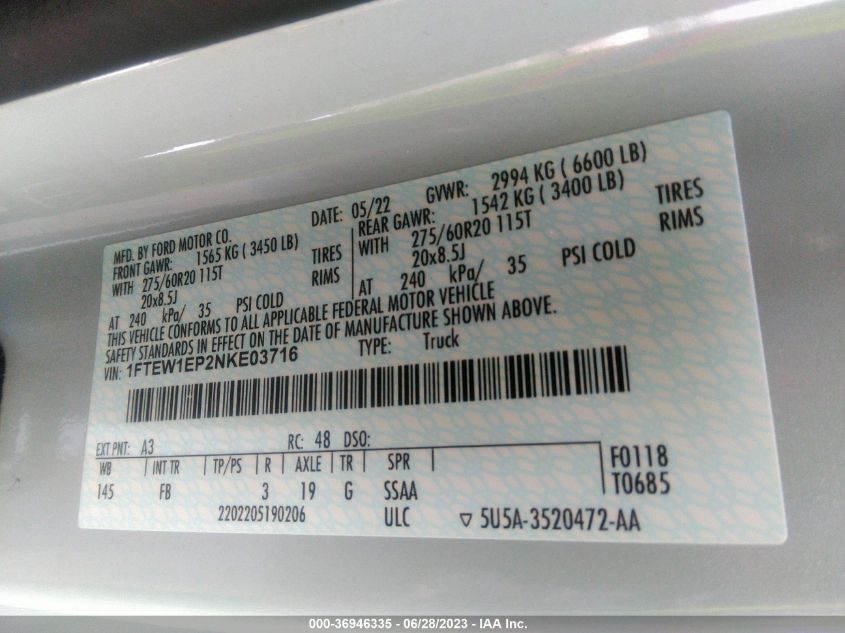 MFD. BY FORD MOTOR CO.
DATE: 05/22
GVWR: 2994 KG ( 6600 LB)
FRONT GAWR: 1565 KG ( 3450 LB)
WITH 275/60R20 115T TIRES
20x8.5J RIMS
AT 240 kPa/ 35 PSI COLD
REAR GAWR: 1542 KG ( 3400 LB)
WITH 275/60R20 115T TIRES
20x8.5J RIMS
AT 240 kPa/ 35 PSI COLD
THIS VEHICLE CONFORMS TO ALL APPLICABLE FEDERAL MOTOR VEHICLE
SAFETY STANDARDS IN EFFECT ON THE DATE OF MANUFACTURE SHOWN ABOVE.
VIN: 1FTEW1EP2NKE03716 TYPE: Truck
EXT PNT: A3 RC: 48 DSO:
WB INT TR TP/PS R AXLE TR SPR
145 FB 3 19 G SSAA
F0118
T0685
2202205190206 ULC ▽ 5U5A-3520472-AA
000-36946335 - 06/28/2023 - IAA Inc.